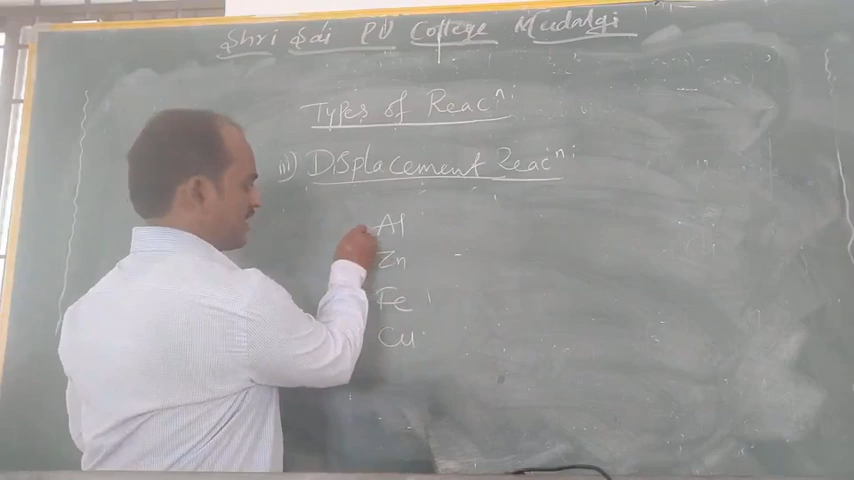 Shri Sai PU College Mudalgi
Types of Reacⁿ:
iii) Displacement Reacⁿ:
Al
Zn
Fe
Cu